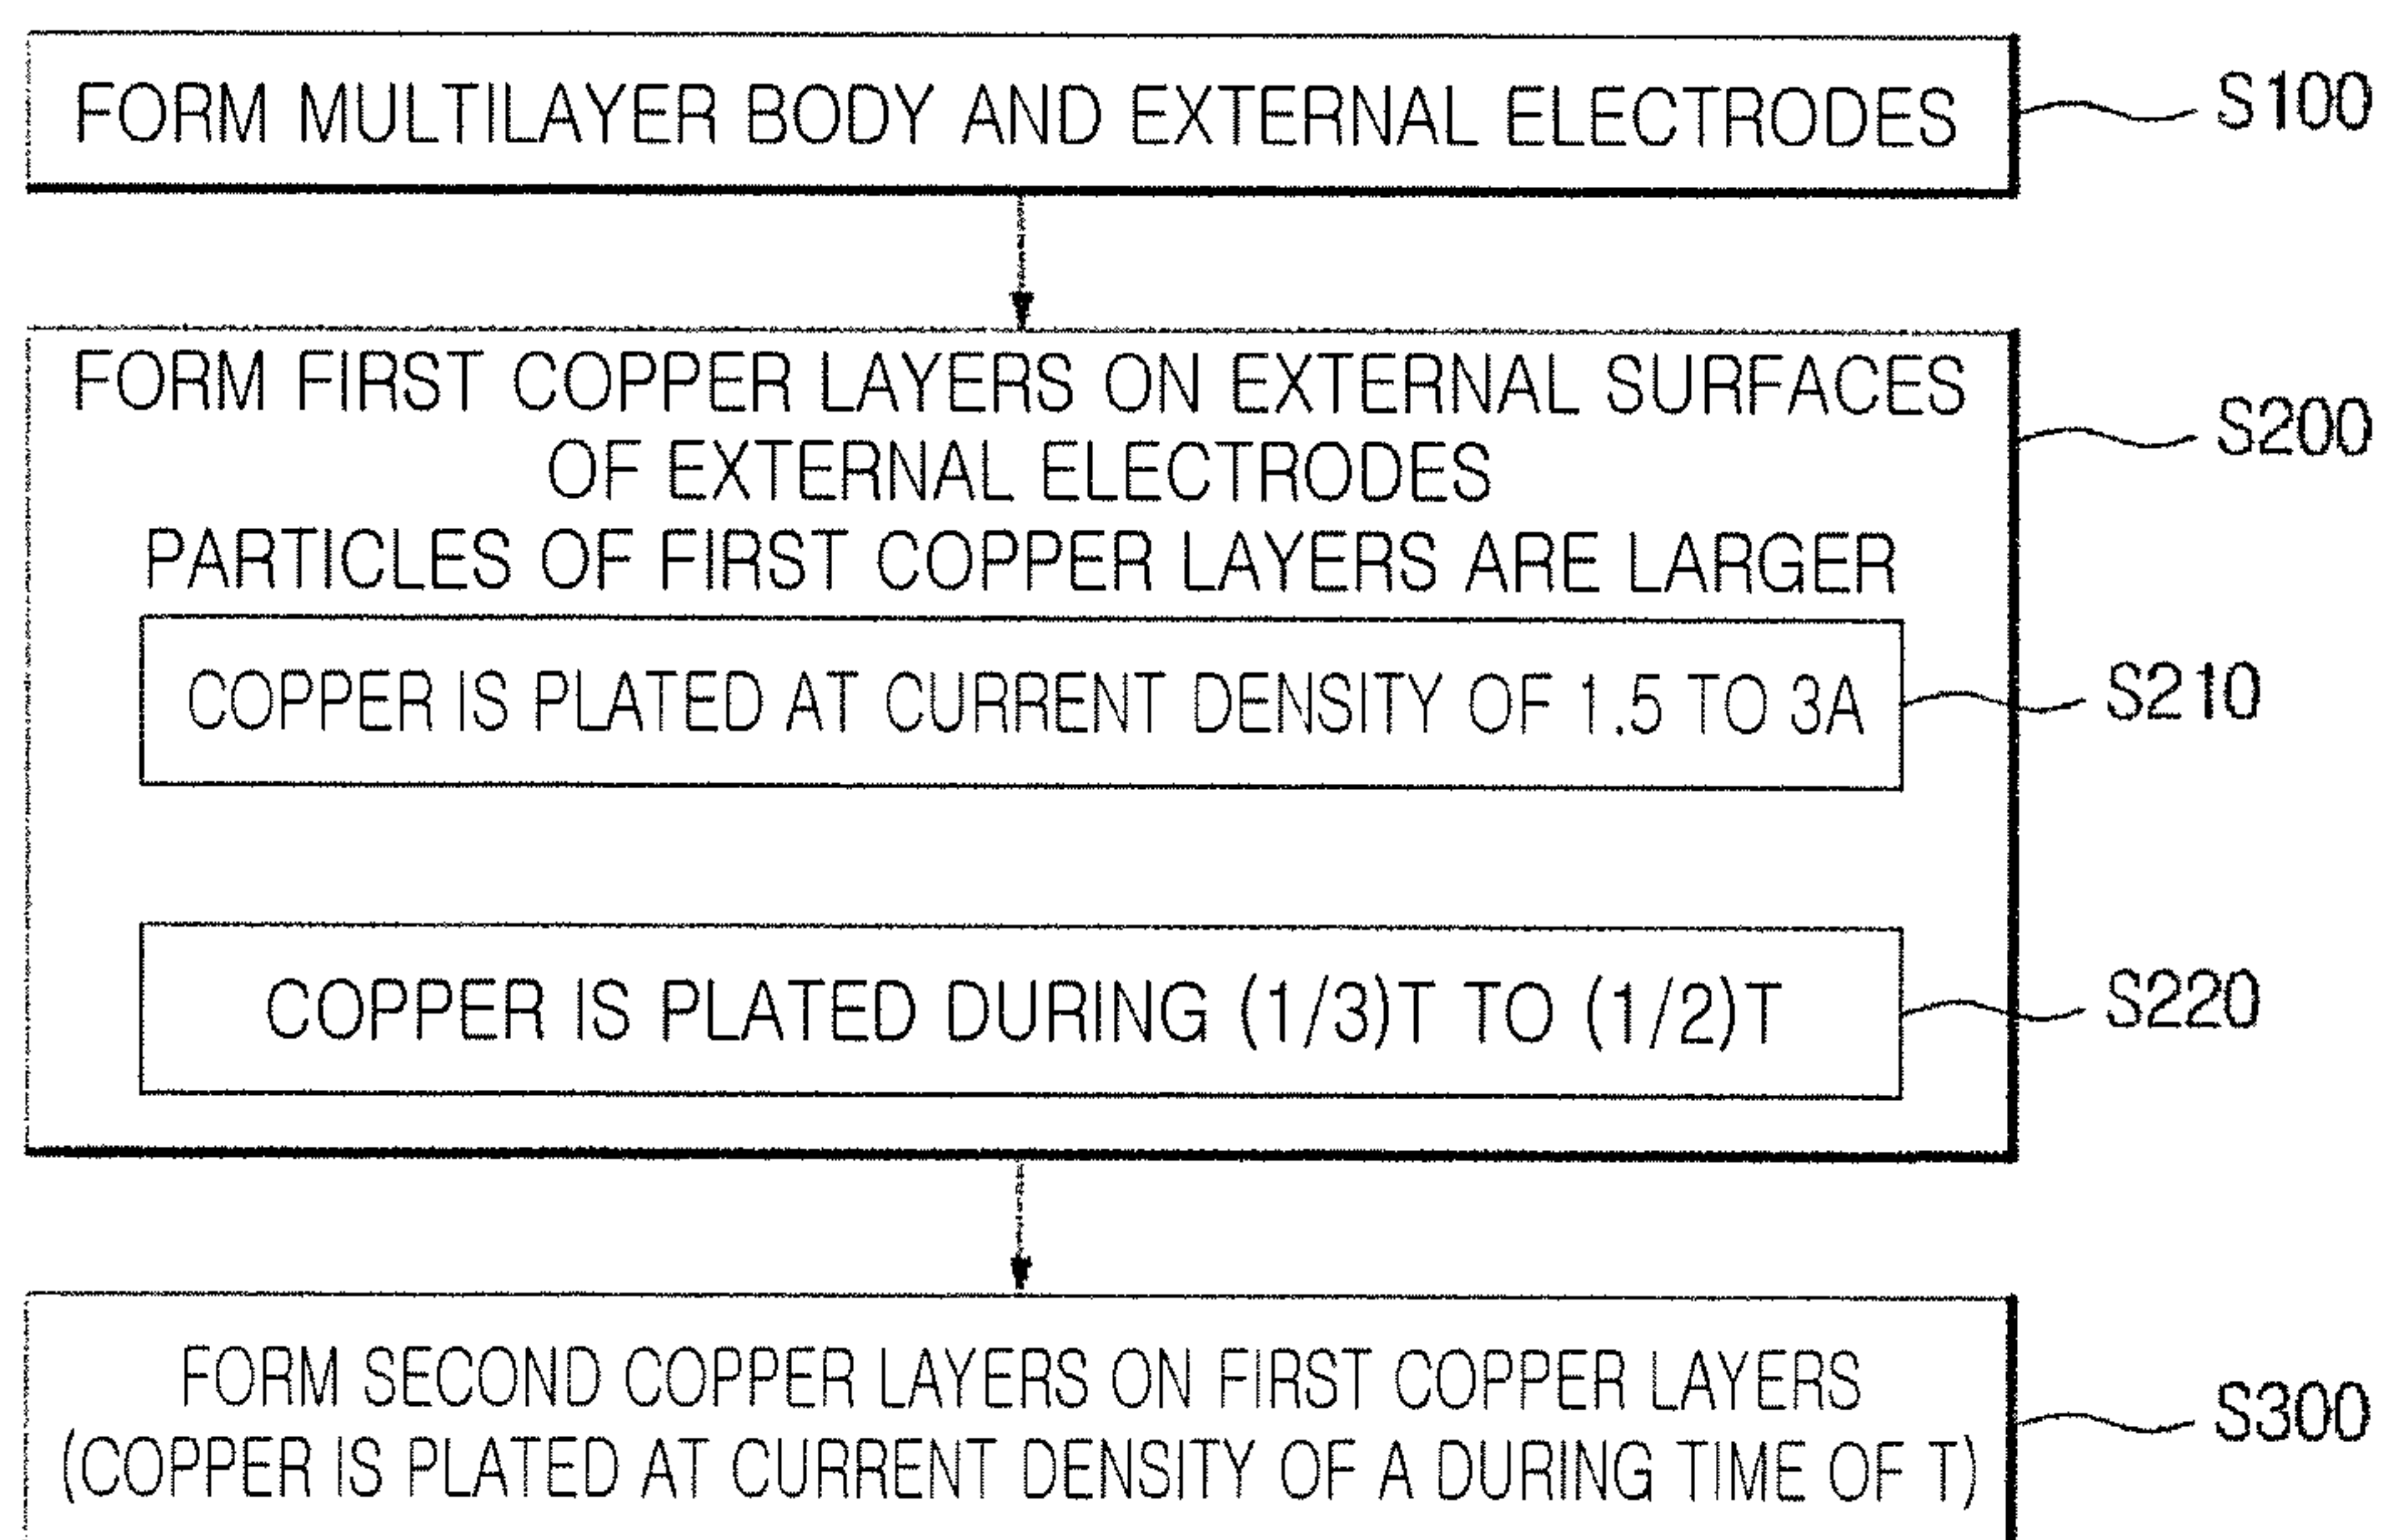 FORM MULTILAYER BODY AND EXTERNAL ELECTRODES
S100
FORM FIRST COPPER LAYERS ON EXTERNAL SURFACES
OF EXTERNAL ELECTRODES
S200
PARTICLES OF FIRST COPPER LAYERS ARE LARGER
COPPER IS PLATED AT CURRENT DENSITY OF 1.5 TO 3A
S210
COPPER IS PLATED DURING (1/3)T TO (1/2)T
S220
FORM SECOND COPPER LAYERS ON FIRST COPPER LAYERS
(COPPER IS PLATED AT CURRENT DENSITY OF A DURING TIME OF T)
S300